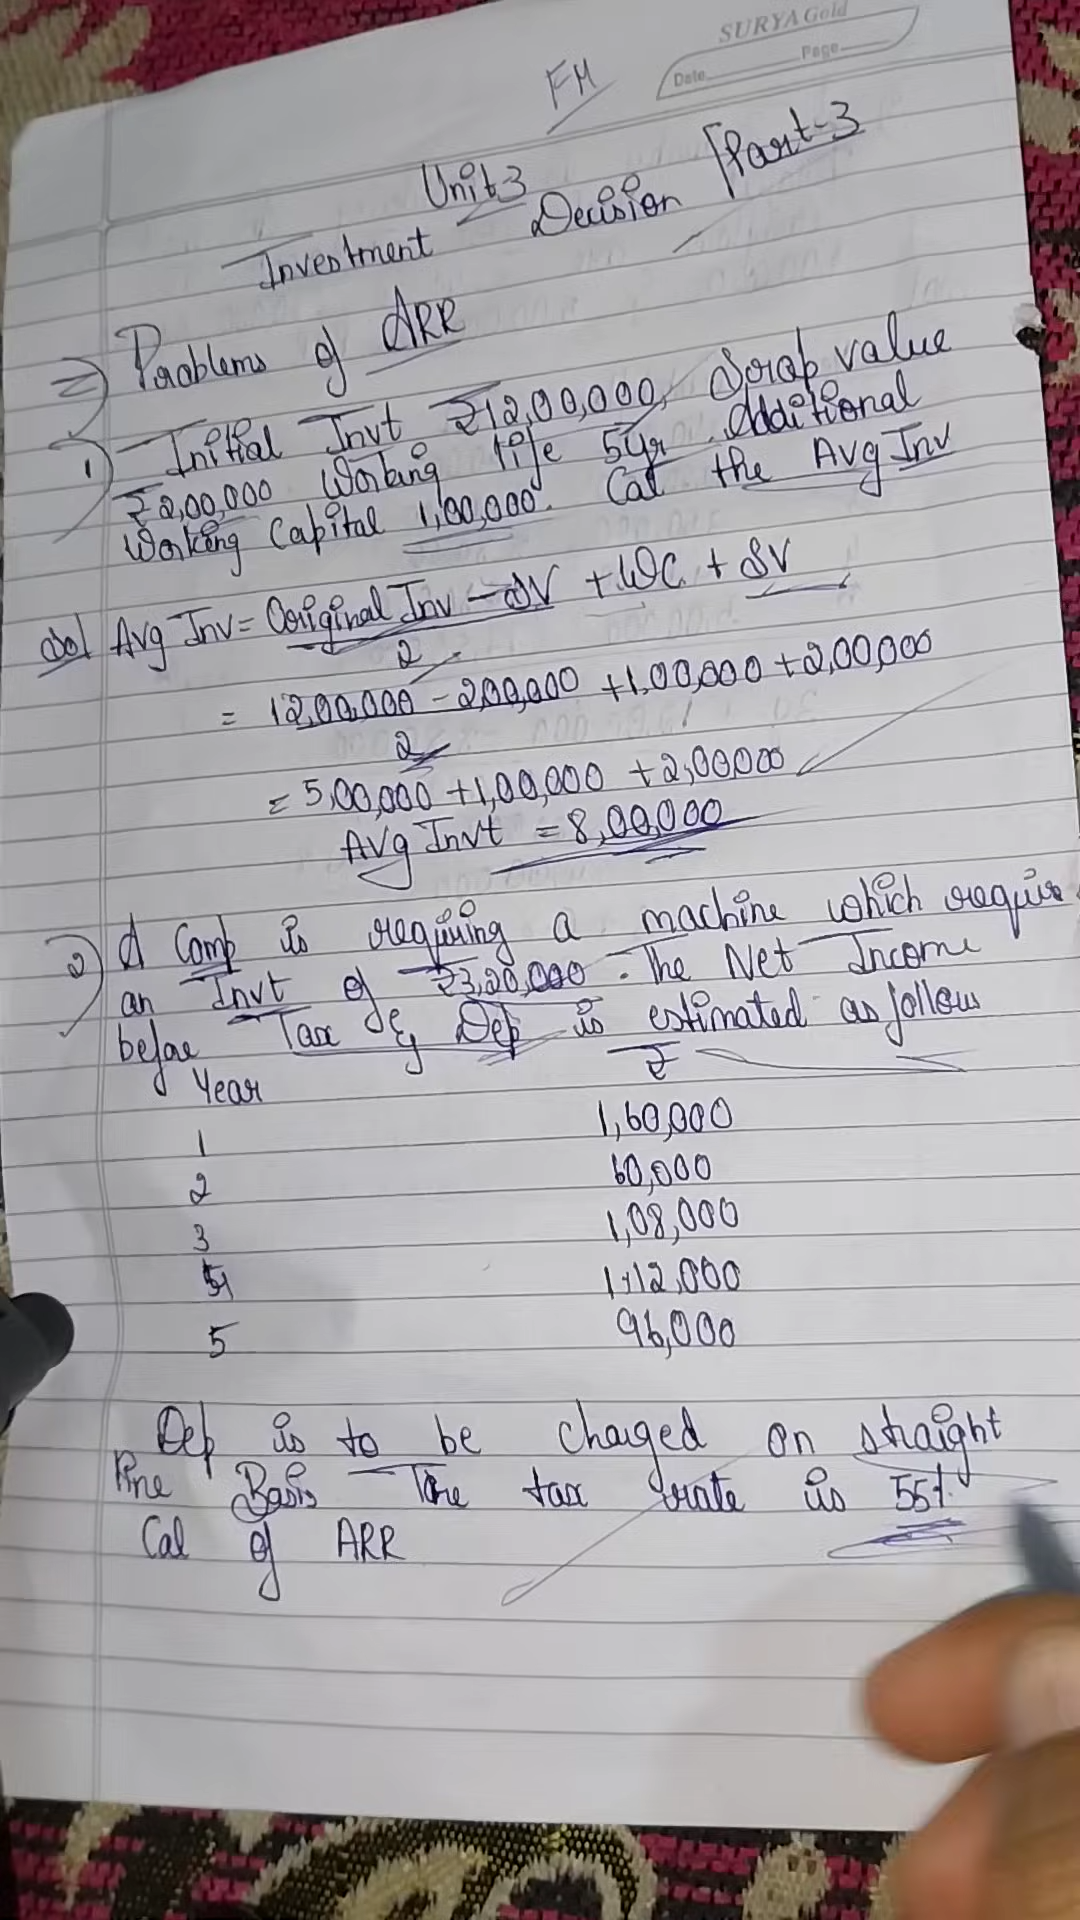 SURYA Gold
Date Page
FM
Unit 3
Investment Decision Part-3
Problems of ARR
1) Initial Invt ₹12,00,000, Scrap value
₹2,00,000 Working life 5yr. Additional
Working Capital 1,00,000. Cal the Avg Inv
Sol Avg Inv = Original Inv - SV + WC + SV
2
= 12,00,000 - 2,00,000 + 1,00,000 + 2,00,000
2
= 5,00,000 + 1,00,000 + 2,00,000
Avg Invt = 8,00,000
2) A Comp is requiring a machine which requir
an Invt of ₹3,20,000. The Net Income
before Tax & Dep is estimated as follow
Year ₹
1 1,60,000
2 60,000
3 1,08,000
4 1,12,000
5 96,000
Dep is to be chaged on straight
line Basis The tax rate is 55%.
Cal of ARR